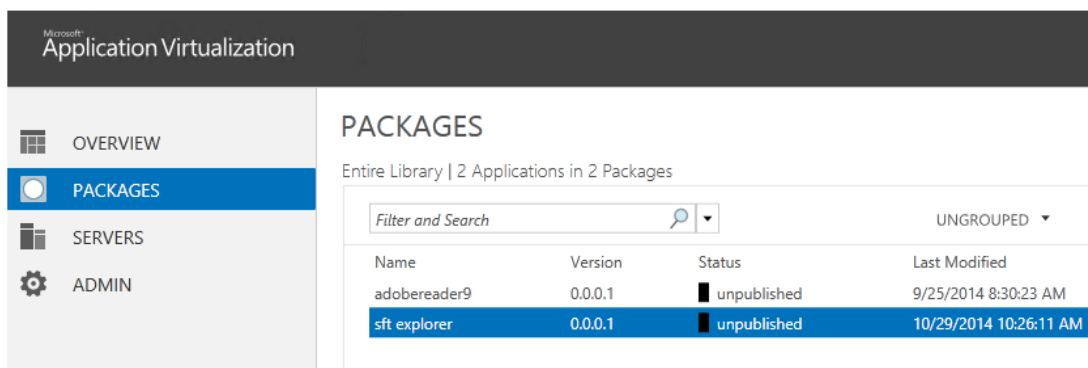 Microsoft
Application Virtualization
OVERVIEW
PACKAGES
SERVERS
ADMIN
PACKAGES
Entire Library | 2 Applications in 2 Packages
Filter and Search
UNGROUPED
Name Version Status Last Modified
adobereader9 0.0.0.1 unpublished 9/25/2014 8:30:23 AM
sft explorer 0.0.0.1 unpublished 10/29/2014 10:26:11 AM